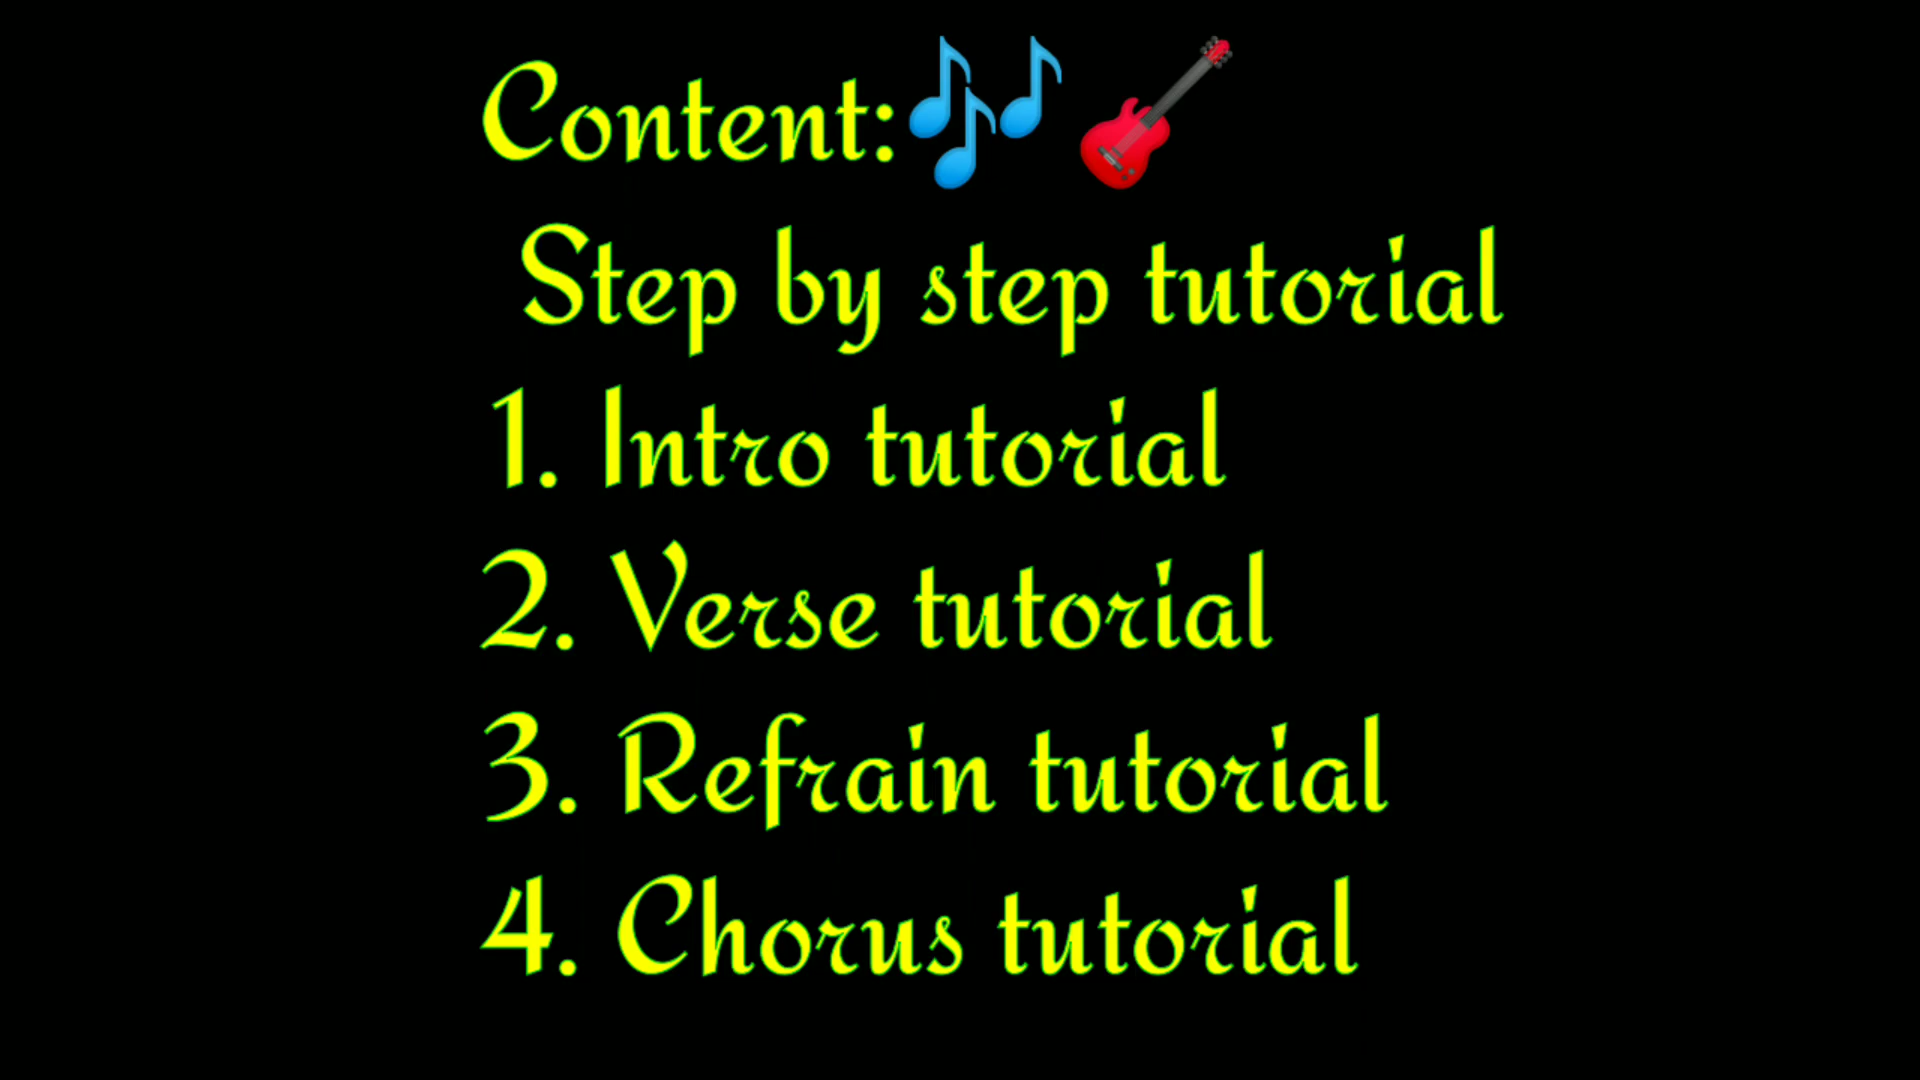 Content:🎶🎸
Step by step tutorial
1. Intro tutorial
2. Verse tutorial
3. Refrain tutorial
4. Chorus tutorial